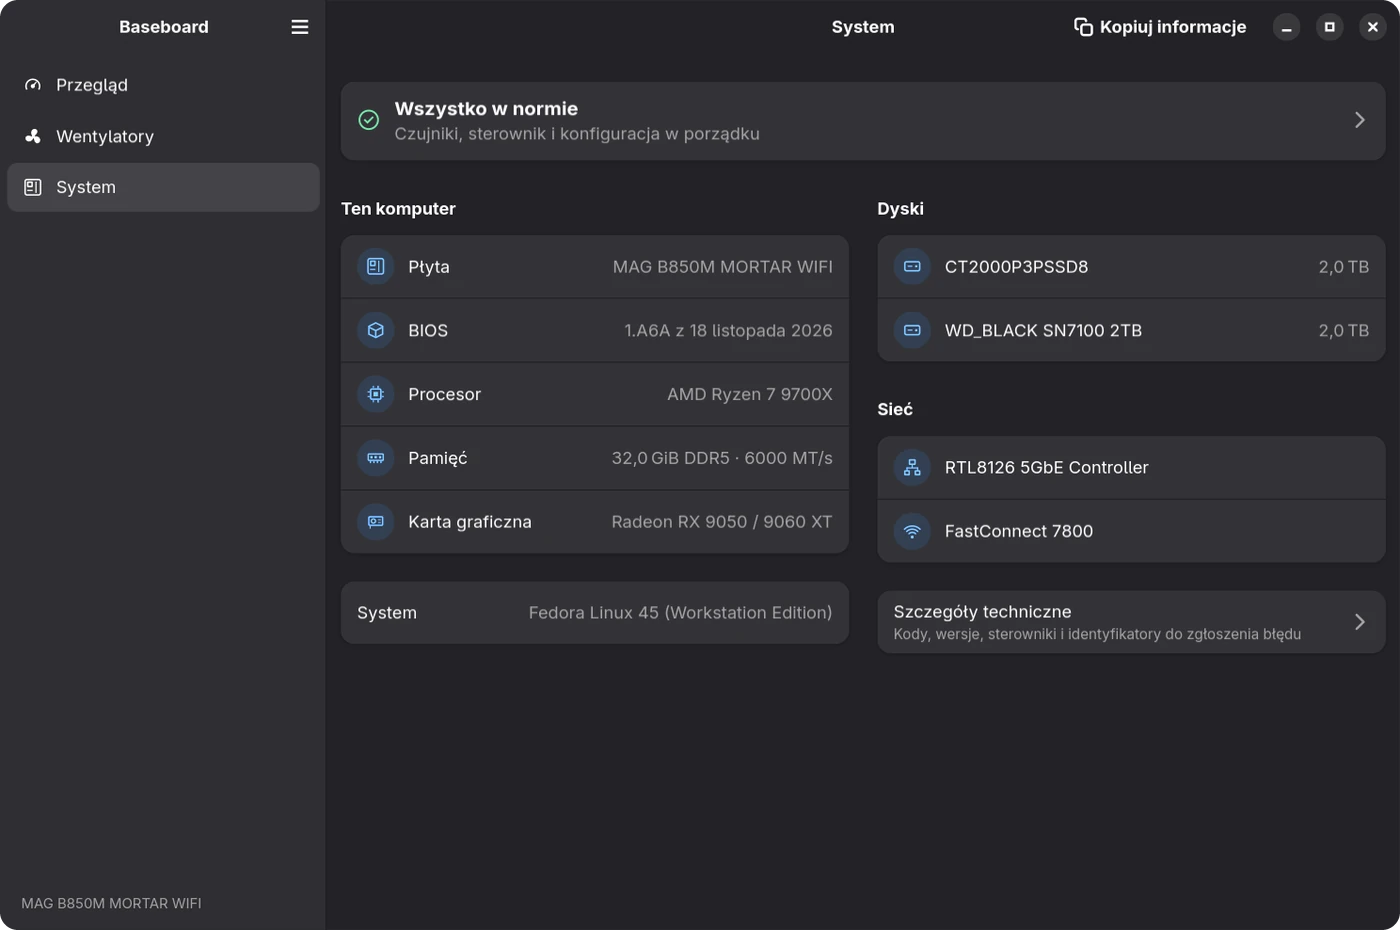 Baseboard
Przegląd
Wentylatory
System
MAG B850M MORTAR WIFI
System
Kopiuj informacje
Wszystko w normie
Czujniki, sterownik i konfiguracja w porządku
Ten komputer
Płyta MAG B850M MORTAR WIFI
BIOS 1.A6A z 18 listopada 2026
Procesor AMD Ryzen 7 9700X
Pamięć 32,0 GiB DDR5 · 6000 MT/s
Karta graficzna Radeon RX 9050 / 9060 XT
System Fedora Linux 45 (Workstation Edition)
Dyski
CT2000P3PSSD8 2,0 TB
WD_BLACK SN7100 2TB 2,0 TB
Sieć
RTL8126 5GbE Controller
FastConnect 7800
Szczegóły techniczne
Kody, wersje, sterowniki i identyfikatory do zgłoszenia błędu